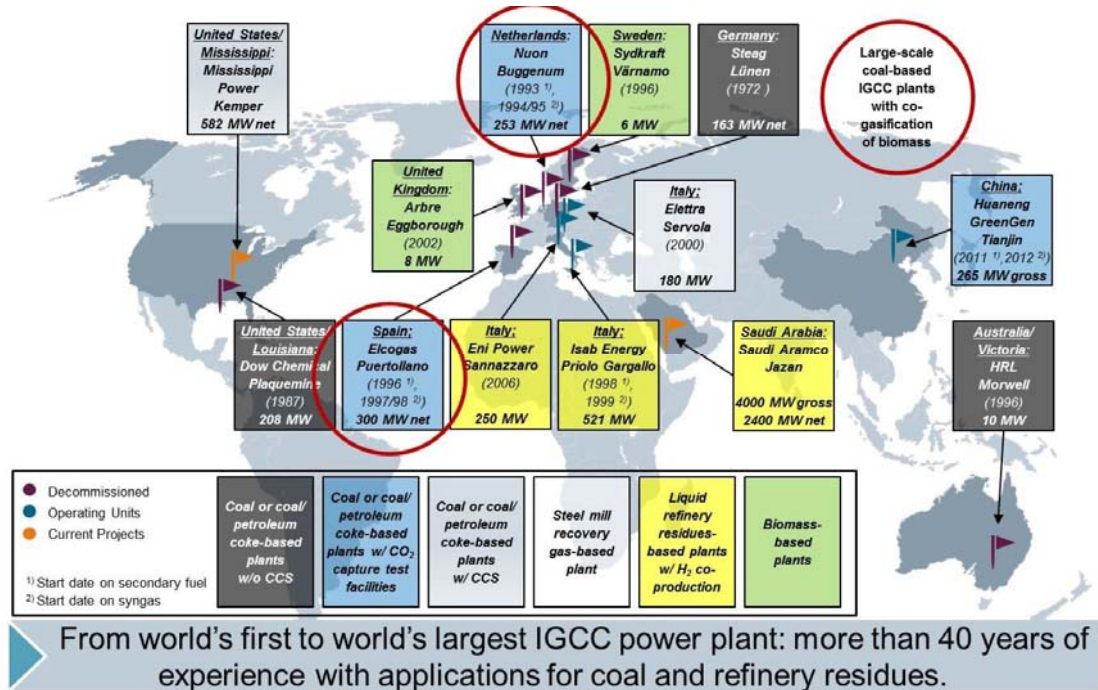 United States/
Mississippi:
Mississippi
Power
Kemper
582 MW net
Netherlands:
Nuon
Buggenum
(1993 ¹⁾,
1994/95 ²⁾)
253 MW net
Sweden:
Sydkraft
Värnamo
(1996)
6 MW
Germany:
Steag
Lünen
(1972 )
163 MW net
Large-scale
coal-based
IGCC plants
with co-
gasification
of biomass
United
Kingdom:
Arbre
Eggborough
(2002)
8 MW
Italy;
Elettra
Servola
(2000)
180 MW
China;
Huaneng
GreenGen
Tianjin
(2011 ¹⁾,2012 ²⁾)
265 MW gross
United States/
Louisiana:
Dow Chemical
Plaquemine
(1987)
208 MW
Spain;
Elcogas
Puertollano
(1996 ¹⁾,
1997/98 ²⁾)
300 MW net
Italy;
Eni Power
Sannazzaro
(2006)
250 MW
Italy;
Isab Energy
Priolo Gargallo
(1998 ¹⁾,
1999 ²⁾)
521 MW
Saudi Arabia:
Saudi Aramco
Jazan
4000 MW gross
2400 MW net
Australia/
Victoria:
HRL
Morwell
(1996)
10 MW
Decommissioned
Operating Units
Current Projects
¹⁾ Start date on secondary fuel
²⁾ Start date on syngas
Coal or coal/
petroleum
coke-based
plants
w/o CCS
Coal or coal/
petroleum
coke-based
plants w/ CO₂
capture test
facilities
Coal or coal/
petroleum
coke-based
plants
w/ CCS
Steel mill
recovery
gas-based
plant
Liquid
refinery
residues-
based plants
w/ H₂ co-
production
Biomass-
based
plants
From world's first to world's largest IGCC power plant: more than 40 years of
experience with applications for coal and refinery residues.